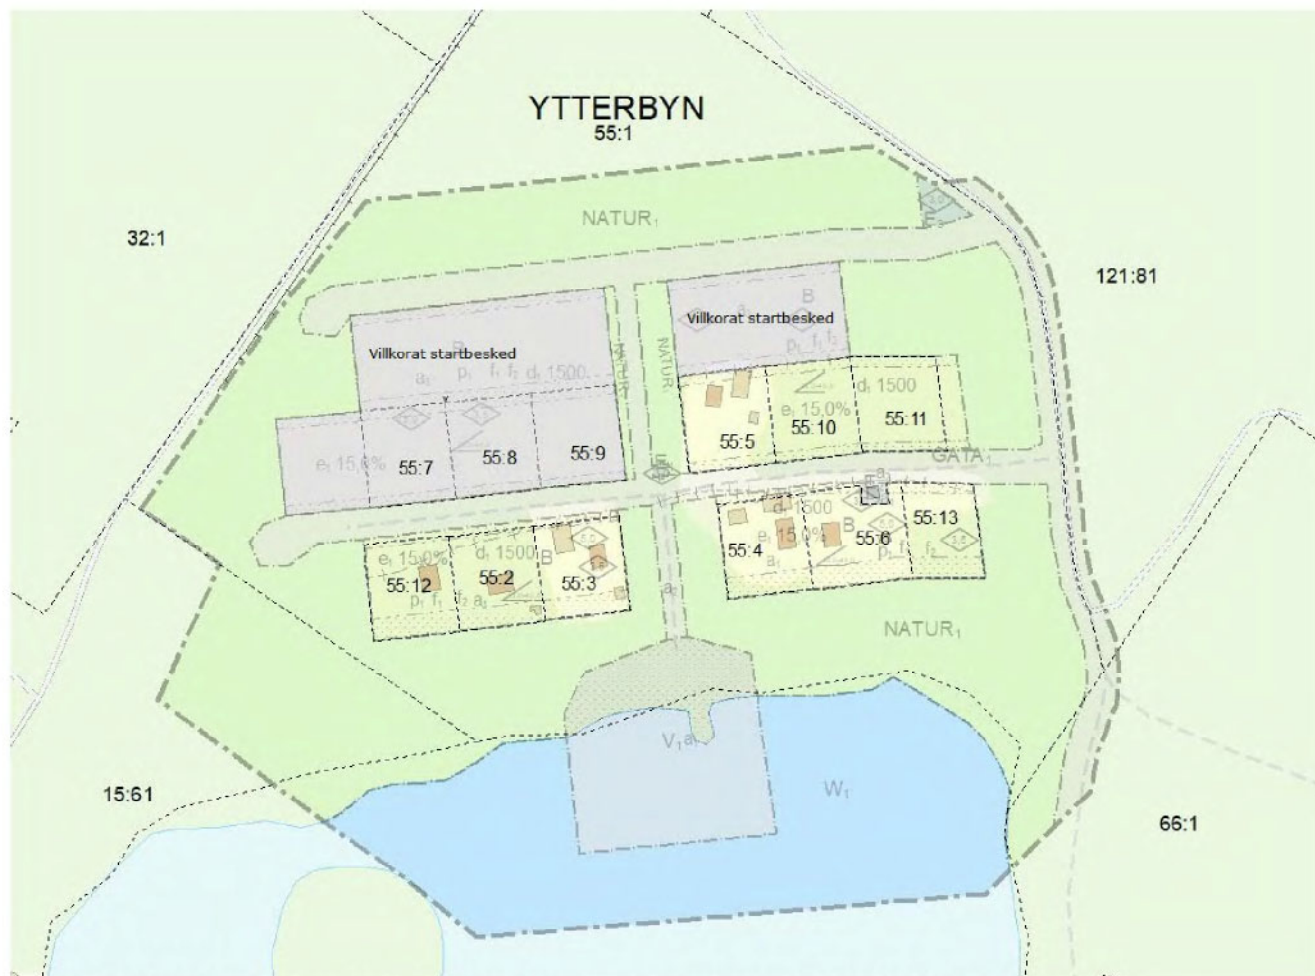 YTTERBYN
55:1
NATUR₁
32:1
121:81
E
B
Villkorat startbesked
p₁ f₁ f₂
Villkorat startbesked
a₁ p₁ f₁ f₂ d₁ 1500
NATUR
NATUR
d₁ 1500
e₁ 15,0%
55:5
55:10
55:11
e₁ 15,0%
55:7
55:8
55:9
GATA₁
d₁ 1500
55:13
e₁ 15,0%
B
55:4
55:6
a₁
p₁ f₁ f₂
e₁ 15,0%
d₁ 1500
B
55:12
55:2
55:3
p₁ f₁ f₂ a₁
NATUR₁
V₁
W₁
15:61
66:1